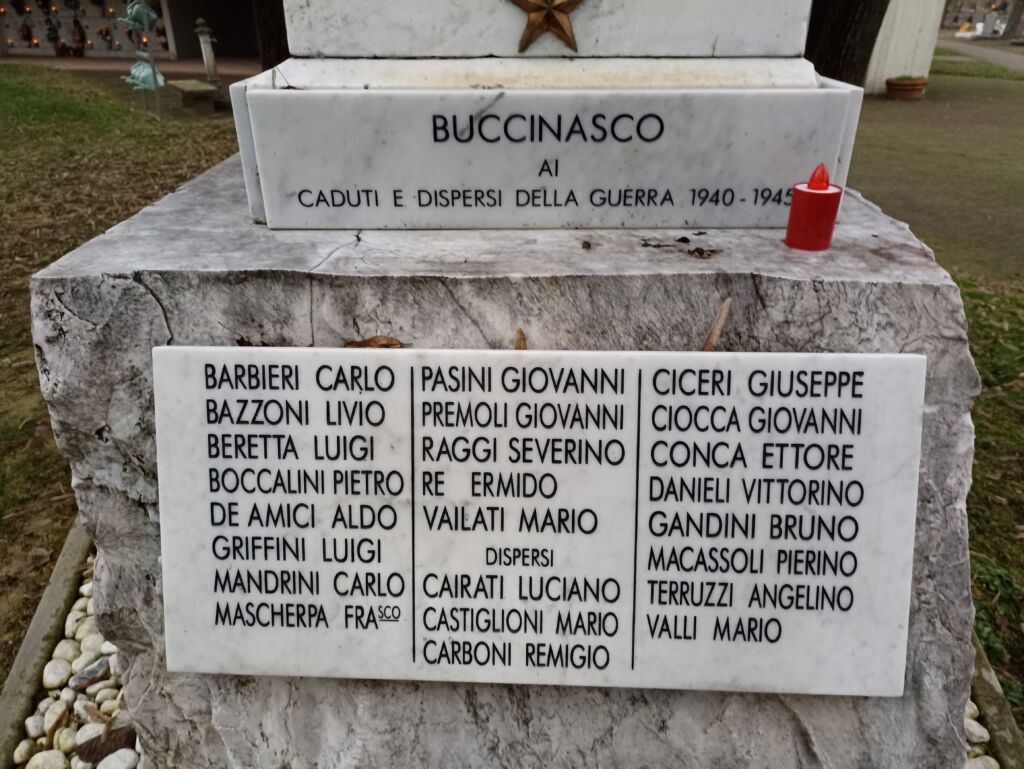 BUCCINASCO
AI
CADUTI E DISPERSI DELLA GUERRA 1940 - 1945
BARBIERI CARLO
BAZZONI LIVIO
BERETTA LUIGI
BOCCALINI PIETRO
DE AMICI ALDO
GRIFFINI LUIGI
MANDRINI CARLO
MASCHERPA FRASCO
PASINI GIOVANNI
PREMOLI GIOVANNI
RAGGI SEVERINO
RE ERMIDO
VAILATI MARIO
DISPERSI
CAIRATI LUCIANO
CASTIGLIONI MARIO
CARBONI REMIGIO
CICERI GIUSEPPE
CIOCCA GIOVANNI
CONCA ETTORE
DANIELI VITTORINO
GANDINI BRUNO
MACASSOLI PIERINO
TERRUZZI ANGELINO
VALLI MARIO